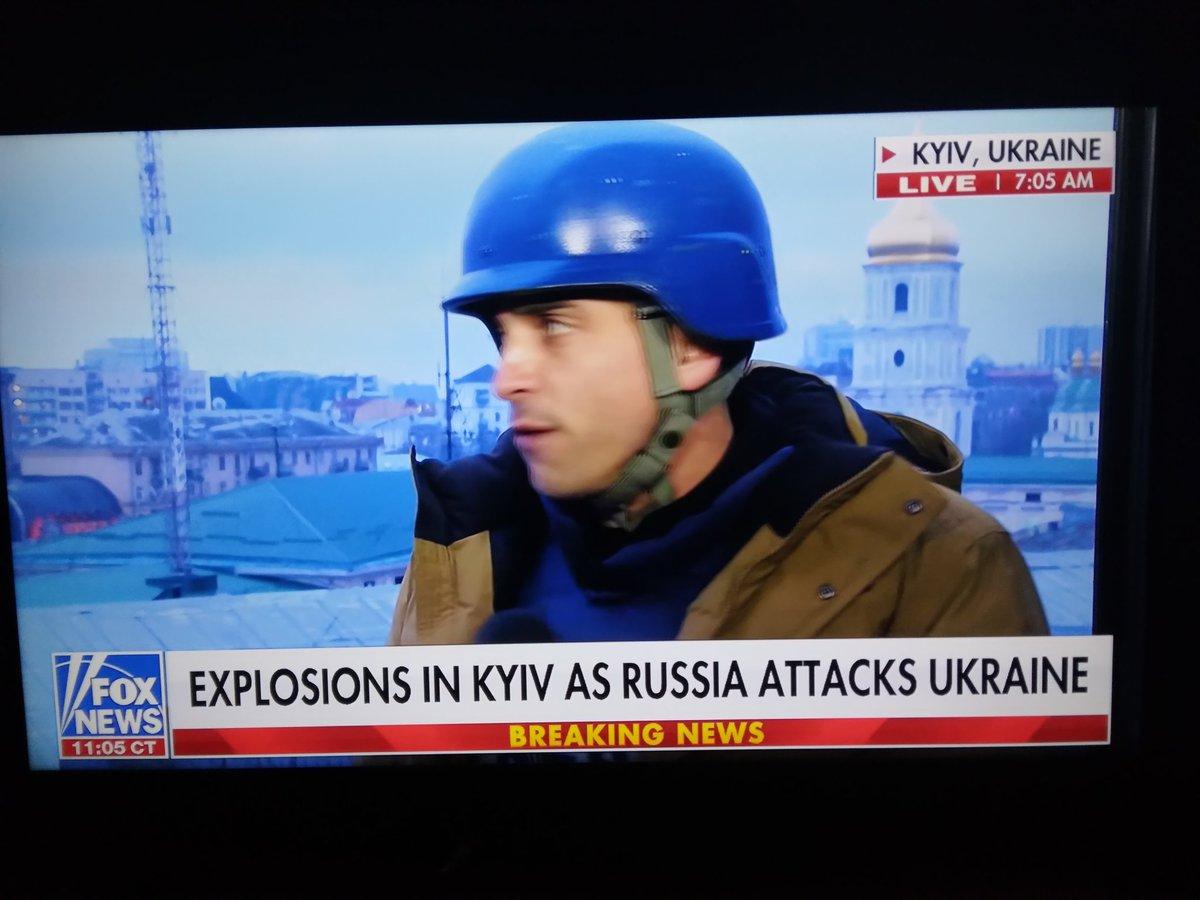 KYIV, UKRAINE
LIVE | 7:05 AM
FOX
NEWS
11:05 CT
EXPLOSIONS IN KYIV AS RUSSIA ATTACKS UKRAINE
BREAKING NEWS